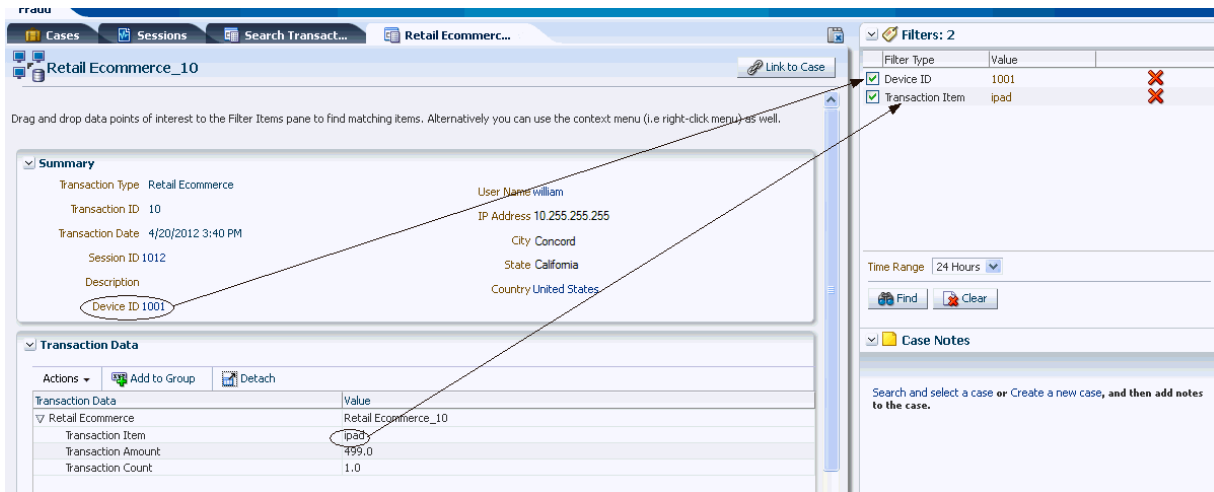 Fraud
Cases
Sessions
Search Transact...
Retail Ecommerc...
Retail Ecommerce_10
Link to Case
Drag and drop data points of interest to the Filter Items pane to find matching items. Alternatively you can use the context menu (i.e right-click menu) as well.
Summary
Transaction Type Retail Ecommerce
Transaction ID 10
Transaction Date 4/20/2012 3:40 PM
Session ID 1012
Description
Device ID 1001
User Name william
IP Address 10.255.255.255
City Concord
State California
Country United States
Transaction Data
Actions Add to Group Detach
Transaction Data Value
Retail Ecommerce Retail Ecommerce_10
Transaction Item ipad
Transaction Amount 499.0
Transaction Count 1.0
Filters: 2
Filter Type Value
Device ID 1001
Transaction Item ipad
Time Range 24 Hours
Find Clear
Case Notes
Search and select a case or Create a new case, and then add notes
to the case.